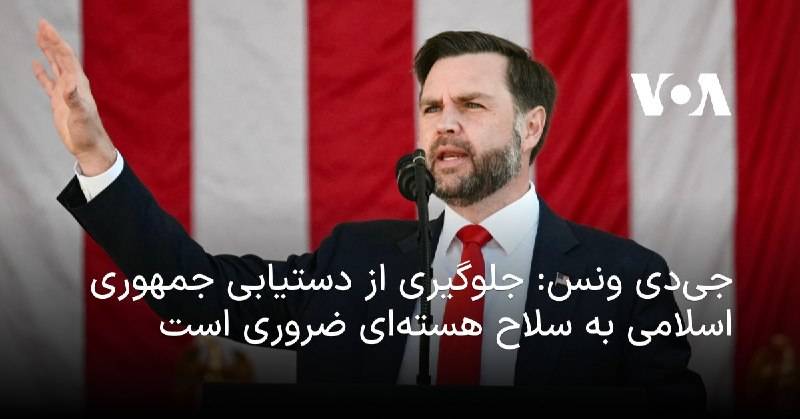 VOA
جی‌دی ونس: جلوگیری از دستیابی جمهوری
اسلامی به سلاح هسته‌ای ضروری است